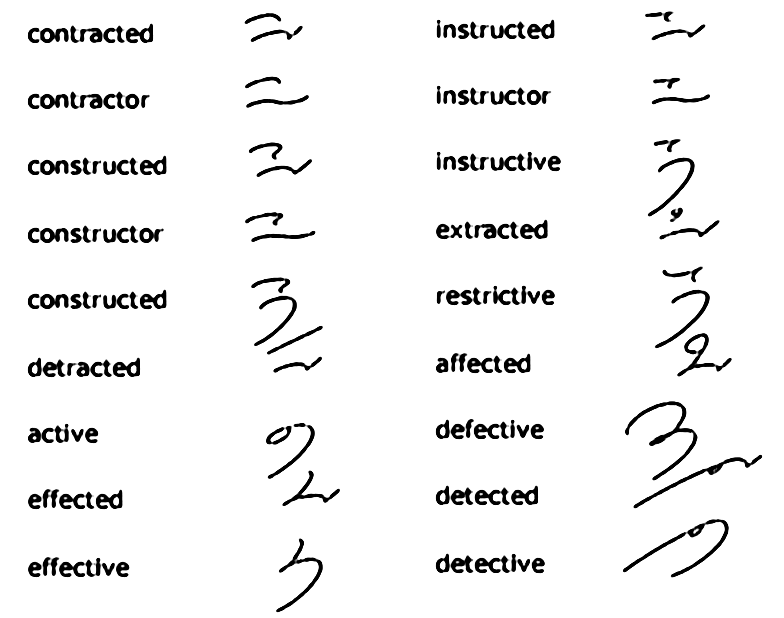 contracted instructed
contractor instructor
constructed instructive
constructor extracted
constructed restrictive
detracted affected
active defective
effected detected
effective detective